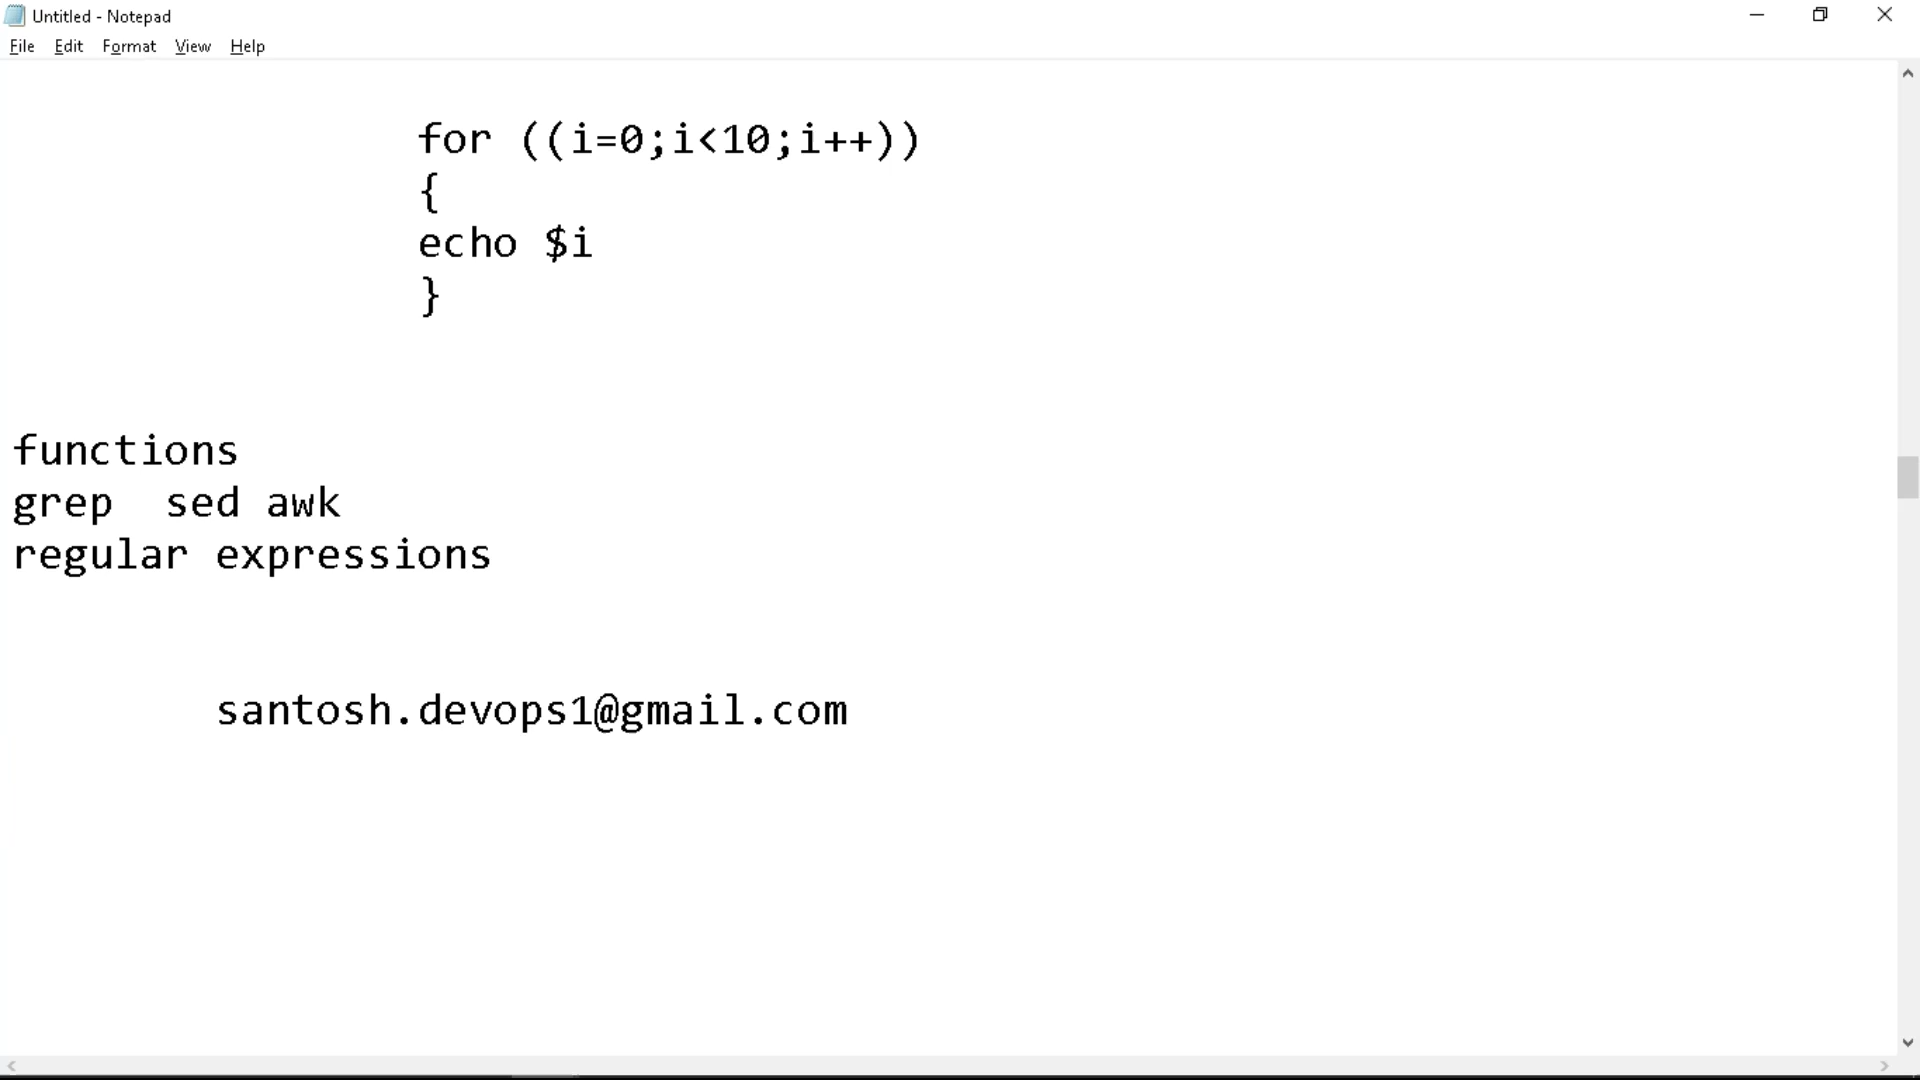 Untitled - Notepad
File Edit Format View Help
for ((i=0;i<10;i++))
{
echo $i
}
functions
grep  sed awk
regular expressions
santosh.devops1@gmail.com